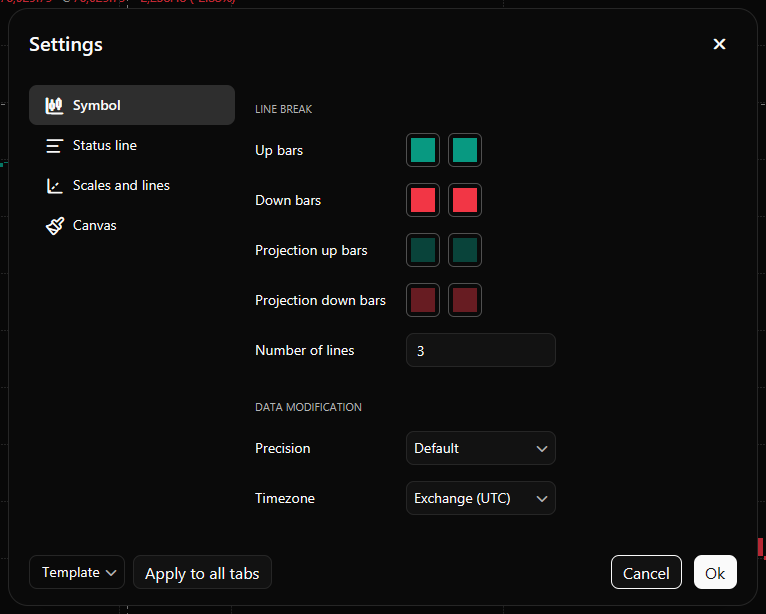 Settings
Symbol
Status line
Scales and lines
Canvas
LINE BREAK
Up bars
Down bars
Projection up bars
Projection down bars
Number of lines
3
DATA MODIFICATION
Precision
Default
Timezone
Exchange (UTC)
Template
Apply to all tabs
Cancel
Ok